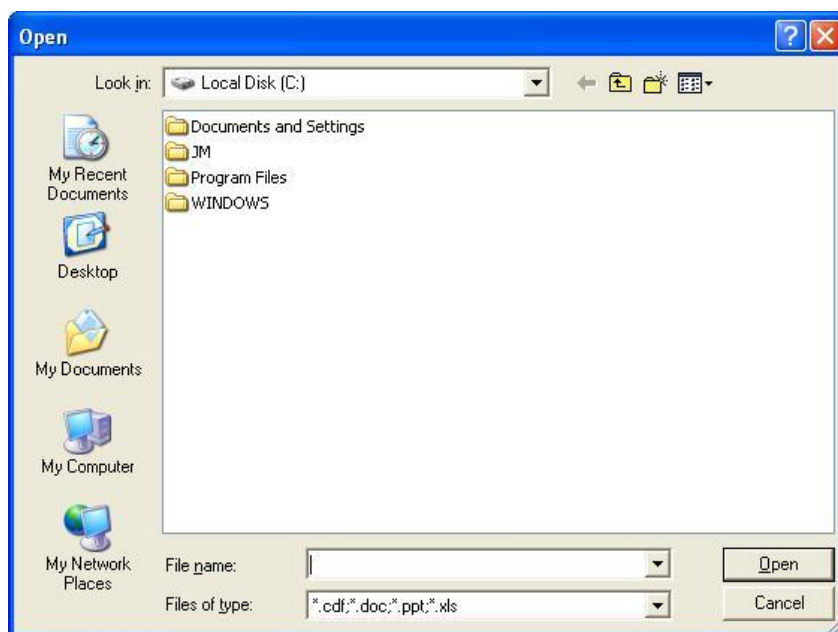 Open
Look in: Local Disk (C:)
My Recent
Documents
Desktop
My Documents
My Computer
My Network
Places
Documents and Settings
JM
Program Files
WINDOWS
File name:
Open
Files of type: *.cdf;*.doc;*.ppt;*.xls
Cancel